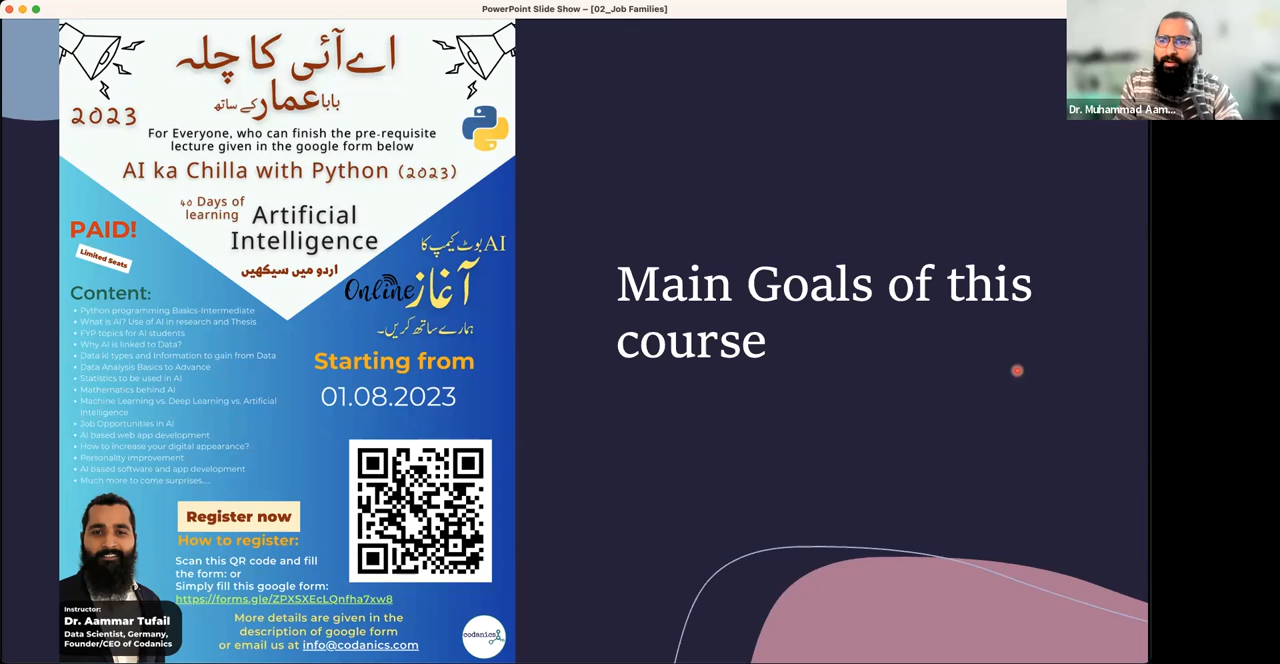 PowerPoint Slide Show – [02_Job Families]
اے آئی کا چلہ
بابا عمار کے ساتھ
2023
For Everyone, who can finish the pre-requisite
lecture given in the google form below
AI ka Chilla with Python (2023)
40 Days of
learning
Artificial
Intelligence
اردو میں سیکھیں
PAID!
Limited Seats
AI بوٹ کیمپ کا
Online آغاز
ہمارے ساتھ کریں۔
Content:
• Python programming Basics-Intermediate
• What is AI? Use of AI in research and Thesis
• FYP topics for AI students
• Why AI is linked to Data?
• Data ki types and Information to gain from Data
• Data Analysis Basics to Advance
• Statistics to be used in AI
• Mathematics behind AI
• Machine Learning vs. Deep Learning vs. Artificial
Intelligence
• Job Opportunities in AI
• AI based web app development
• How to increase your digital appearance?
• Personality improvement
• AI based software and app development
• Much more to come surprises....
Starting from
01.08.2023
Register now
How to register:
Scan this QR code and fill
the form: or
Simply fill this google form:
https://forms.gle/ZPXSXEcLQnfha7xw8
More details are given in the
description of google form
or email us at info@codanics.com
Instructor:
Dr. Aammar Tufail
Data Scientist, Germany,
Founder/CEO of Codanics
codanics
Main Goals of this
course
Dr. Muhammad Aam...